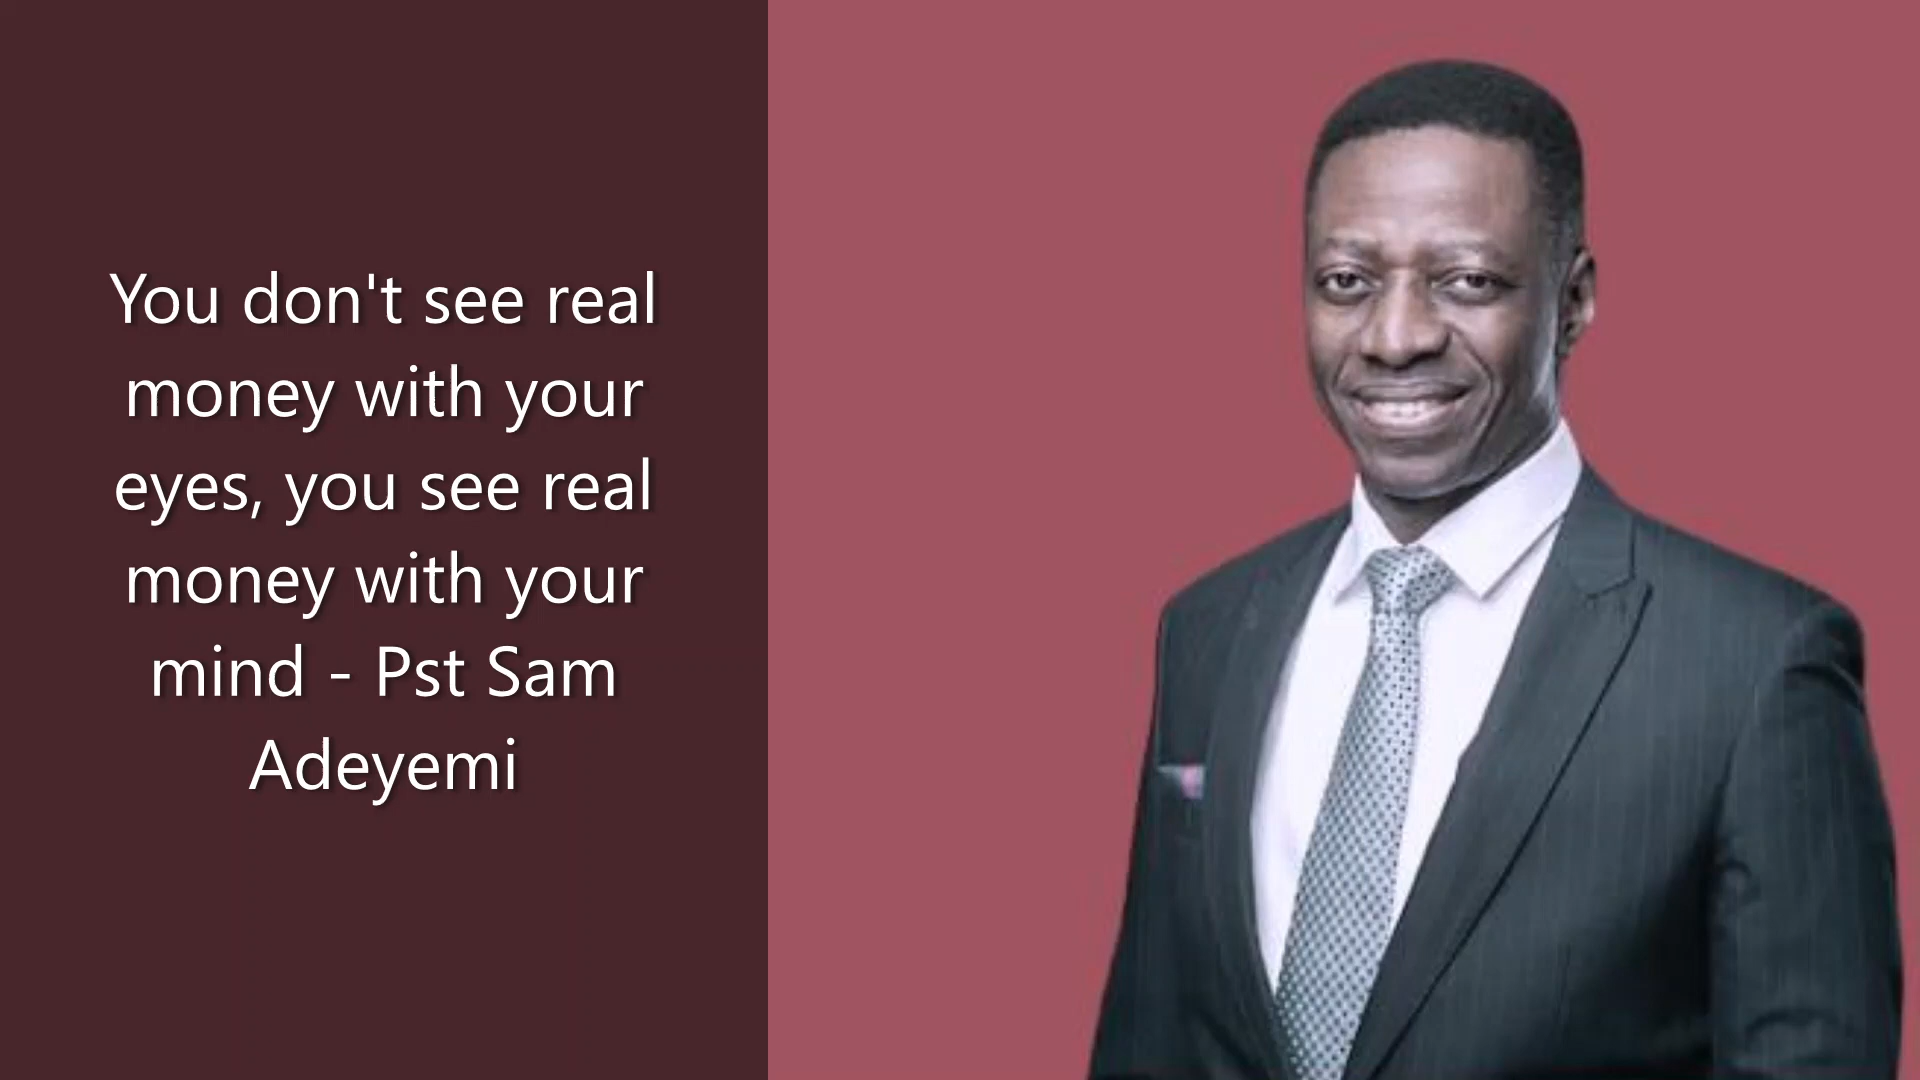 You don't see real
money with your
eyes, you see real
money with your
mind - Pst Sam
Adeyemi